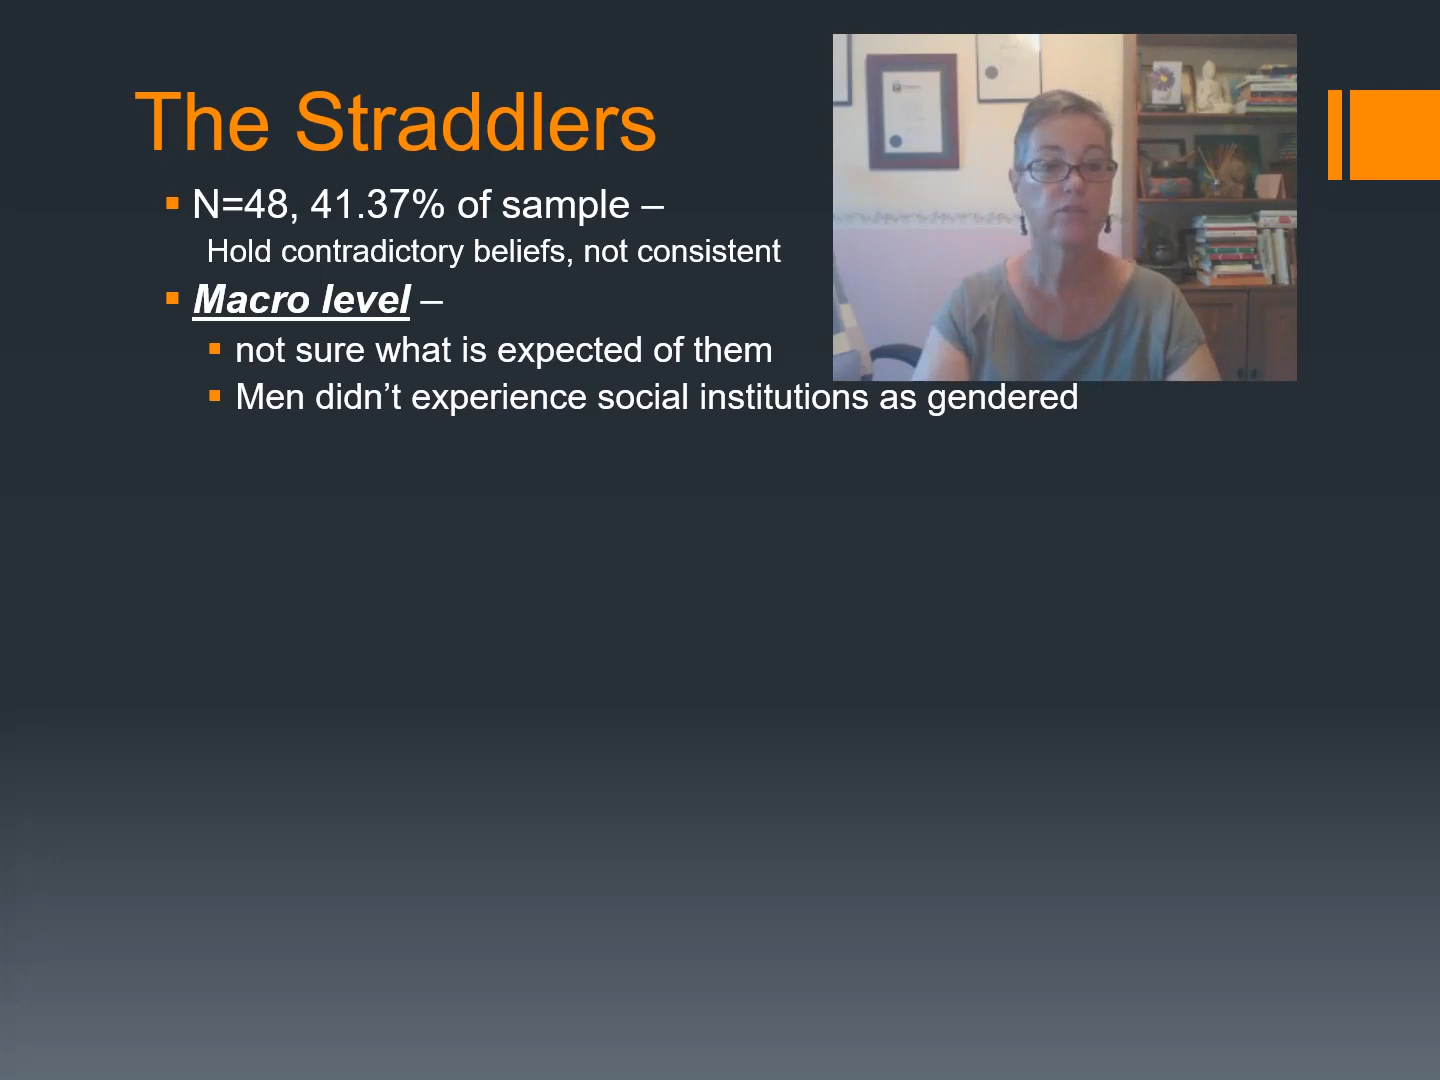 The Straddlers
N=48, 41.37% of sample –
Hold contradictory beliefs, not consistent
Macro level –
not sure what is expected of them
Men didn’t experience social institutions as gendered